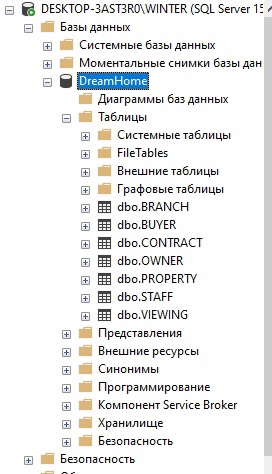 DESKTOP-3AST3R0\WINTER (SQL Server 15
Базы данных
Системные базы данных
Моментальные снимки базы дан
DreamHome
Диаграммы баз данных
Таблицы
Системные таблицы
FileTables
Внешние таблицы
Графовые таблицы
dbo.BRANCH
dbo.BUYER
dbo.CONTRACT
dbo.OWNER
dbo.PROPERTY
dbo.STAFF
dbo.VIEWING
Представления
Внешние ресурсы
Синонимы
Программирование
Компонент Service Broker
Хранилище
Безопасность
Безопасность